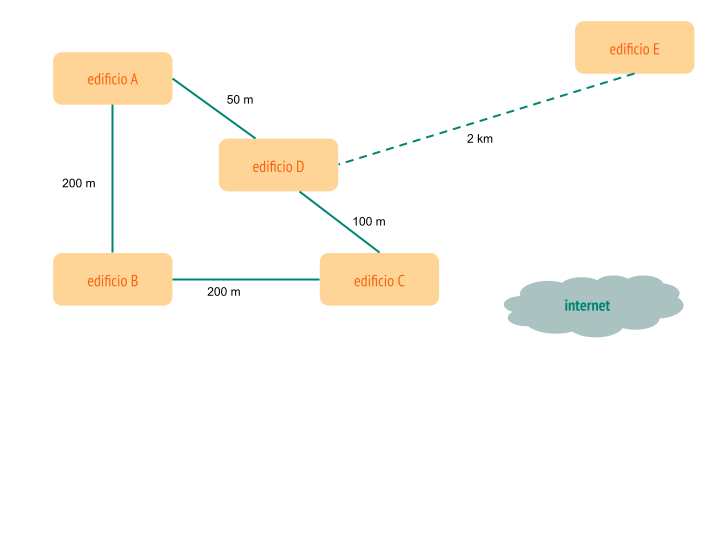 edificio E
edificio A
50 m
2 km
edificio D
200 m
100 m
edificio B
200 m
edificio C
internet